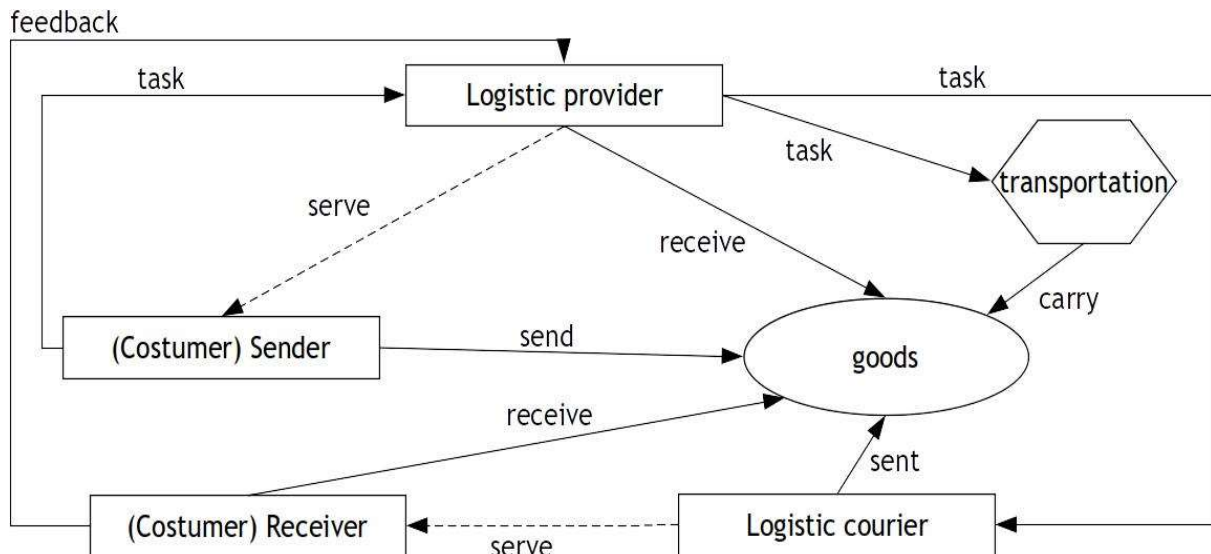 feedback
task
Logistic provider
task
task
transportation
serve
receive
carry
(Costumer) Sender
send
goods
receive
sent
(Costumer) Receiver
serve
Logistic courier